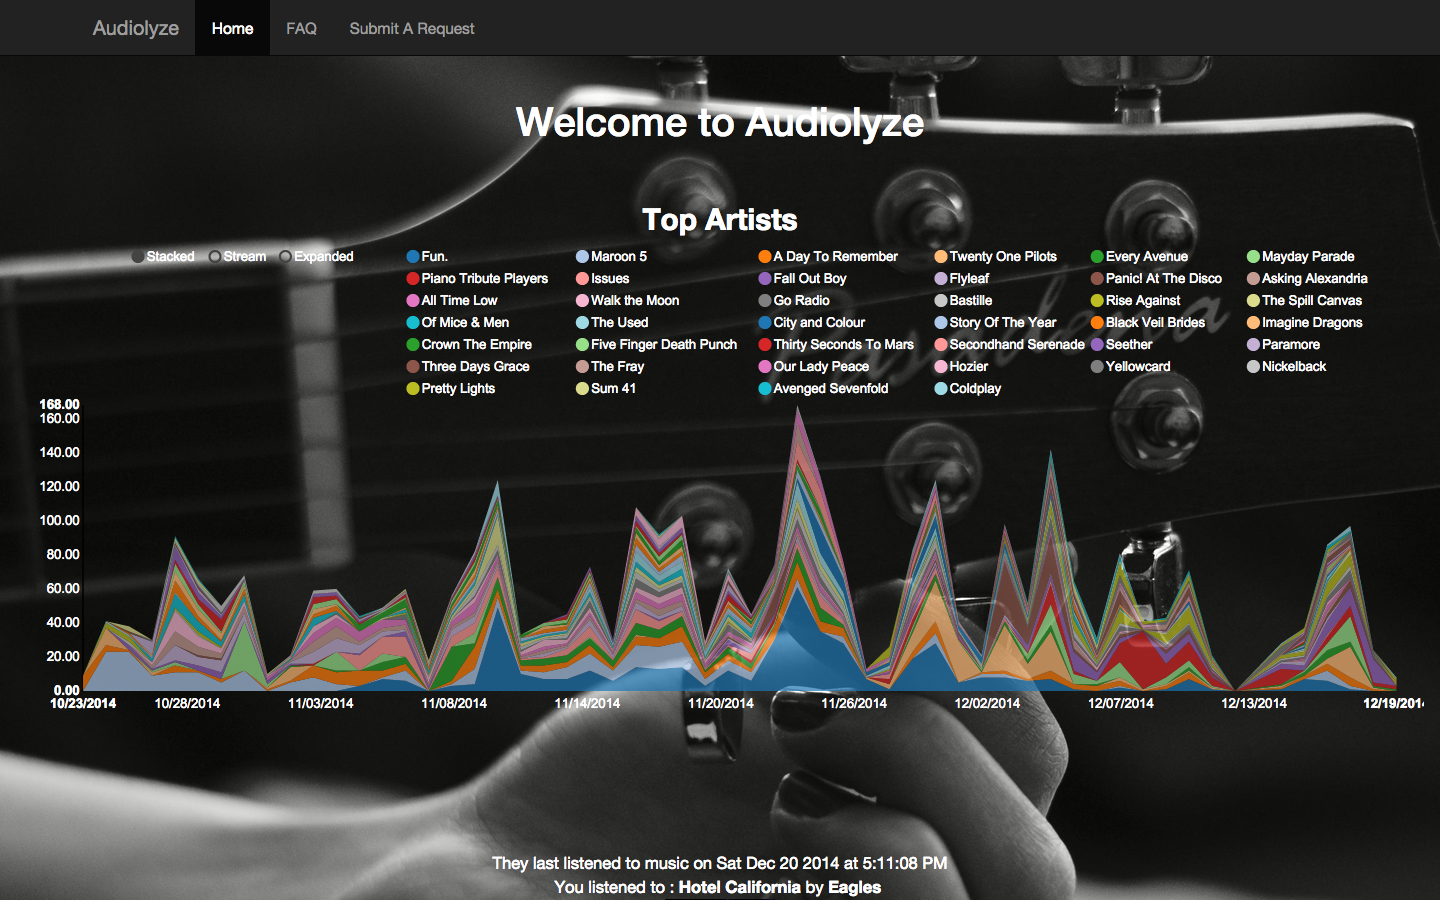 Audiolyze Home FAQ Submit A Request
Welcome to Audiolyze
Top Artists
Stacked Stream Expanded Fun. Maroon 5 A Day To Remember Twenty One Pilots Every Avenue Mayday Parade
Piano Tribute Players Issues Fall Out Boy Flyleaf Panic! At The Disco Asking Alexandria
All Time Low Walk the Moon Go Radio Bastille Rise Against The Spill Canvas
Of Mice & Men The Used City and Colour Story Of The Year Black Veil Brides Imagine Dragons
Crown The Empire Five Finger Death Punch Thirty Seconds To Mars Secondhand Serenade Seether Paramore
Three Days Grace The Fray Our Lady Peace Hozier Yellowcard Nickelback
Pretty Lights Sum 41 Avenged Sevenfold Coldplay
168.00
160.00
140.00
120.00
100.00
80.00
60.00
40.00
20.00
0.00
10/23/2014 10/28/2014 11/03/2014 11/08/2014 11/14/2014 11/20/2014 11/26/2014 12/02/2014 12/07/2014 12/13/2014 12/19/201
They last listened to music on Sat Dec 20 2014 at 5:11:08 PM
You listened to : Hotel California by Eagles